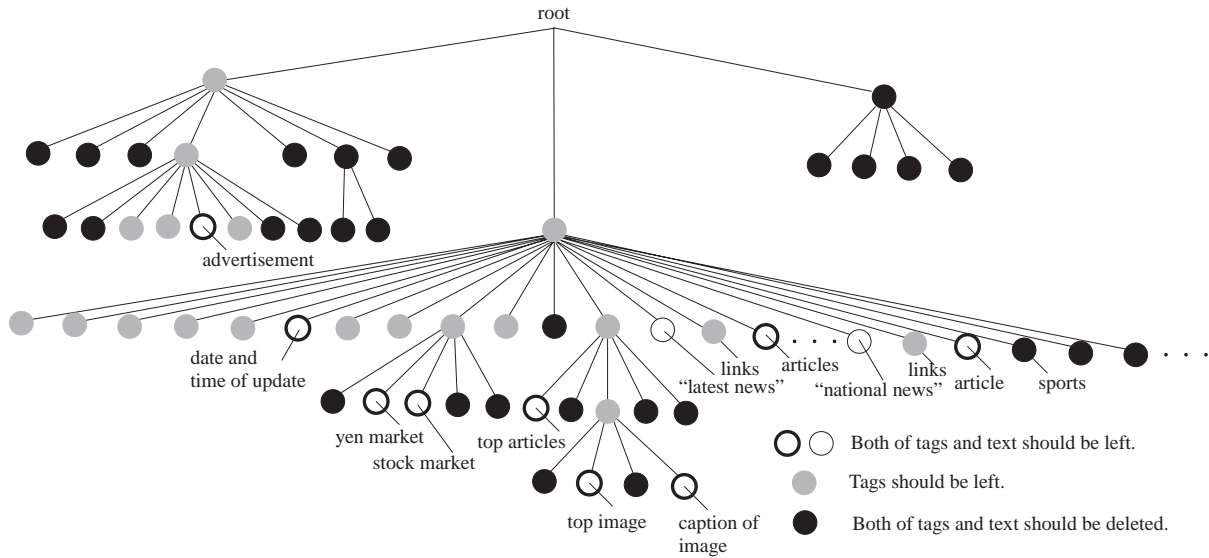 root
advertisement
date and
time of update
links
"latest news"
articles
"national news"
links
article
sports
yen market
stock market
top articles
top image
caption of
image
Both of tags and text should be left.
Tags should be left.
Both of tags and text should be deleted.